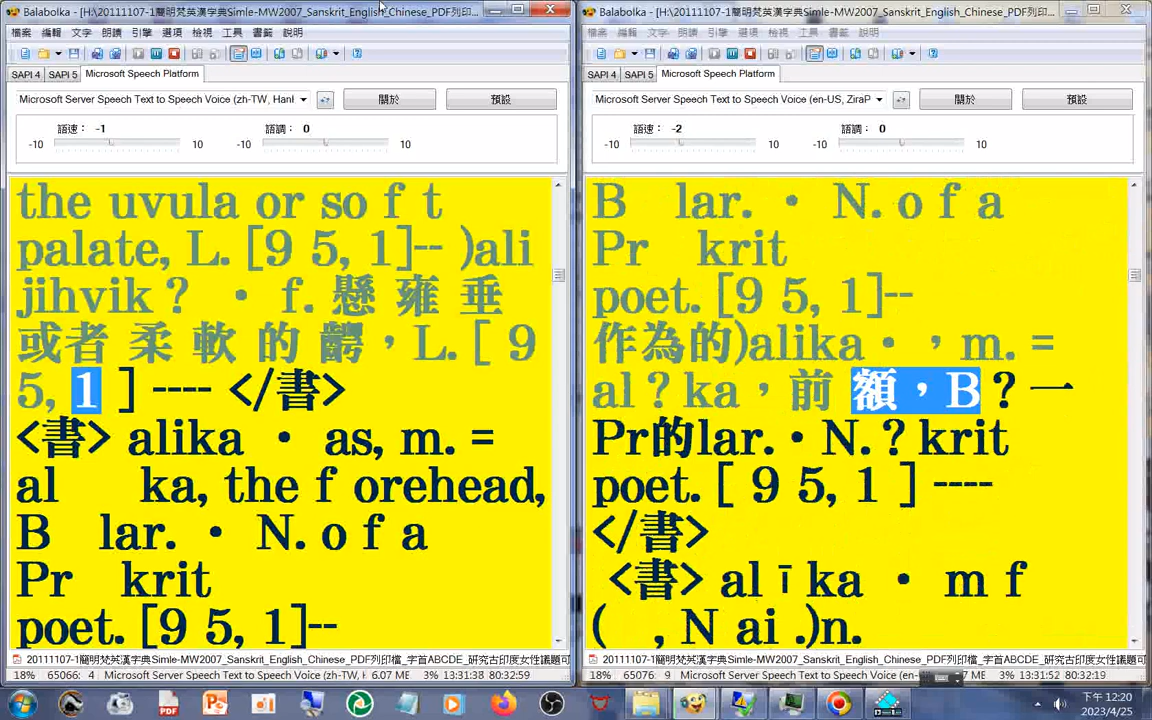 Balabolka - [H:\20111107-1簡明梵英漢字典Simle-MW2007_Sanskrit_English_Chinese_PDF列印...
檔案 編輯 文字 朗讀 引擎 選項 檢視 工具 書籤 說明
SAPI 4 SAPI 5 Microsoft Speech Platform
Microsoft Server Speech Text to Speech Voice (zh-TW, Hanl
關於 預設
語速： -1 語調： 0
-10 10 -10 10
the uvula or so f t
palate, L. [9 5, 1]-- )ali
jihvik ? • f. 懸 雍 垂
或者 柔 軟 的 齶，L. [ 9
5, 1 ] ---- </書>
<書> alika • as, m. =
al ka, the f orehead,
B lar. • N. o f a
Pr krit
poet. [9 5, 1]--
20111107-1簡明梵英漢字典Simle-MW2007_Sanskrit_English_Chinese_PDF列印檔_字首ABCDE_研究古印度女性議題可
18% 65066: 4 Microsoft Server Speech Text to Speech Voice (zh-TW, H 6.07 MB 3% 13:31:38 80:32:59
Balabolka - [H:\20111107-1簡明梵英漢字典Simle-MW2007_Sanskrit_English_Chinese_PDF列印...
檔案 編輯 文字 朗讀 引擎 選項 檢視 工具 書籤 說明
SAPI 4 SAPI 5 Microsoft Speech Platform
Microsoft Server Speech Text to Speech Voice (en-US, ZiraP
關於 預設
語速： -2 語調： 0
-10 10 -10 10
B lar. • N. o f a
Pr krit
poet. [9 5, 1]--
作為的)alika •，m. =
al ? ka，前 額，B ? 一
Pr的lar. • N. ? krit
poet. [ 9 5, 1 ] ----
</書>
<書> al ī ka • m f
( , N ai .)n.
20111107-1簡明梵英漢字典Simle-MW2007_Sanskrit_English_Chinese_PDF列印檔_字首ABCDE_研究古印度女性議題可
18% 65076: 9 Microsoft Server Speech Text to Speech Voice (en- 3% 13:31:52 80:32:19
下午 12:20
2023/4/25